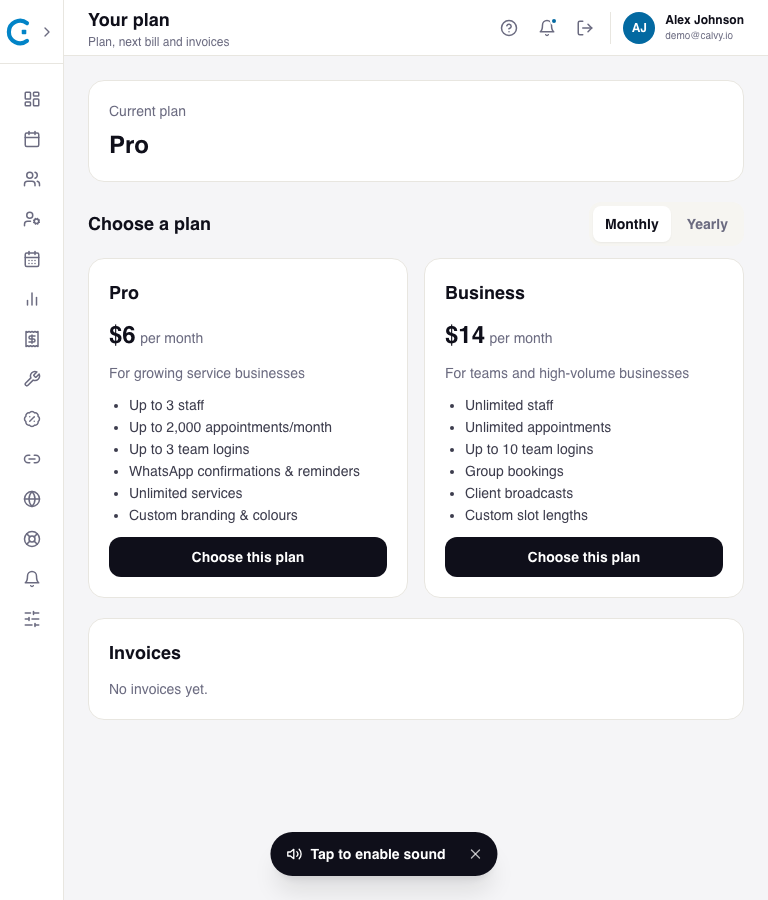 Your plan
Plan, next bill and invoices
AJ
Alex Johnson
demo@calvy.io
Current plan
Pro
Choose a plan
Monthly
Yearly
Pro
$6 per month
For growing service businesses
• Up to 3 staff
• Up to 2,000 appointments/month
• Up to 3 team logins
• WhatsApp confirmations & reminders
• Unlimited services
• Custom branding & colours
Choose this plan
Business
$14 per month
For teams and high-volume businesses
• Unlimited staff
• Unlimited appointments
• Up to 10 team logins
• Group bookings
• Client broadcasts
• Custom slot lengths
Choose this plan
Invoices
No invoices yet.
Tap to enable sound